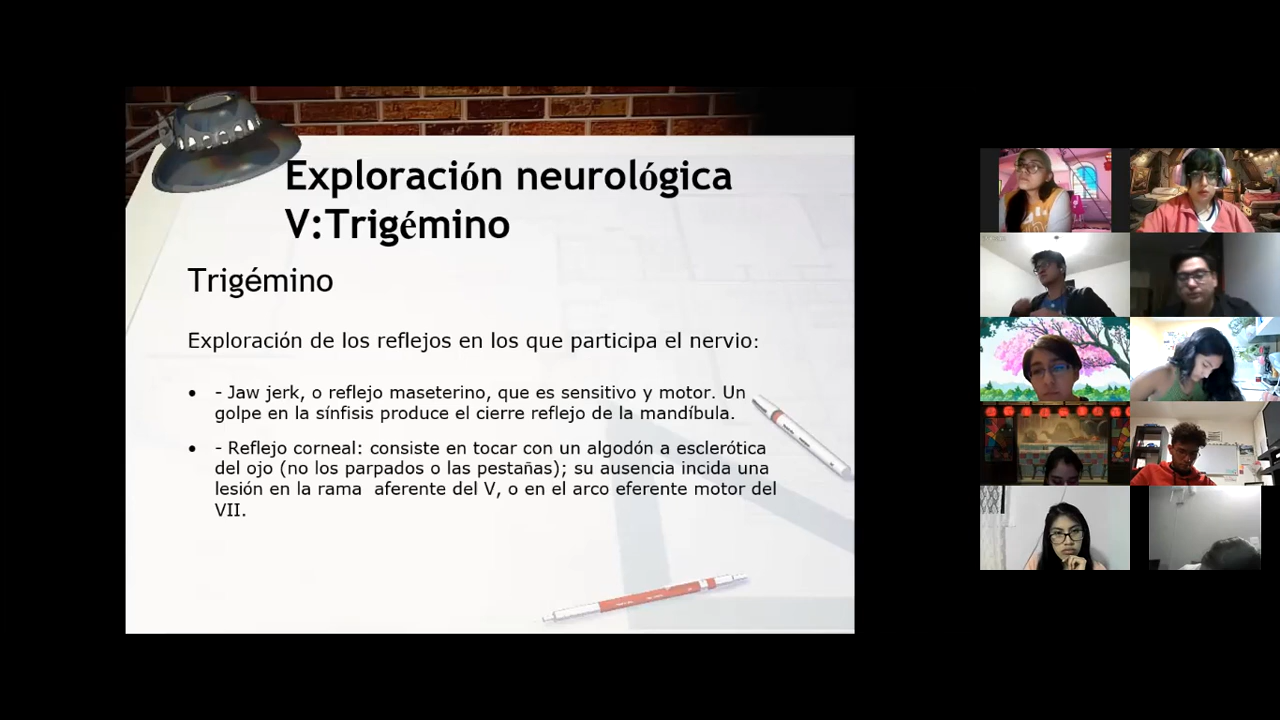 Exploración neurológica
V:Trigémino
Trigémino
Exploración de los reflejos en los que participa el nervio:
• - Jaw jerk, o reflejo maseterino, que es sensitivo y motor. Un
golpe en la sínfisis produce el cierre reflejo de la mandíbula.
• - Reflejo corneal: consiste en tocar con un algodón a esclerótica
del ojo (no los parpados o las pestañas); su ausencia incida una
lesión en la rama  aferente del V, o en el arco eferente motor del
VII.